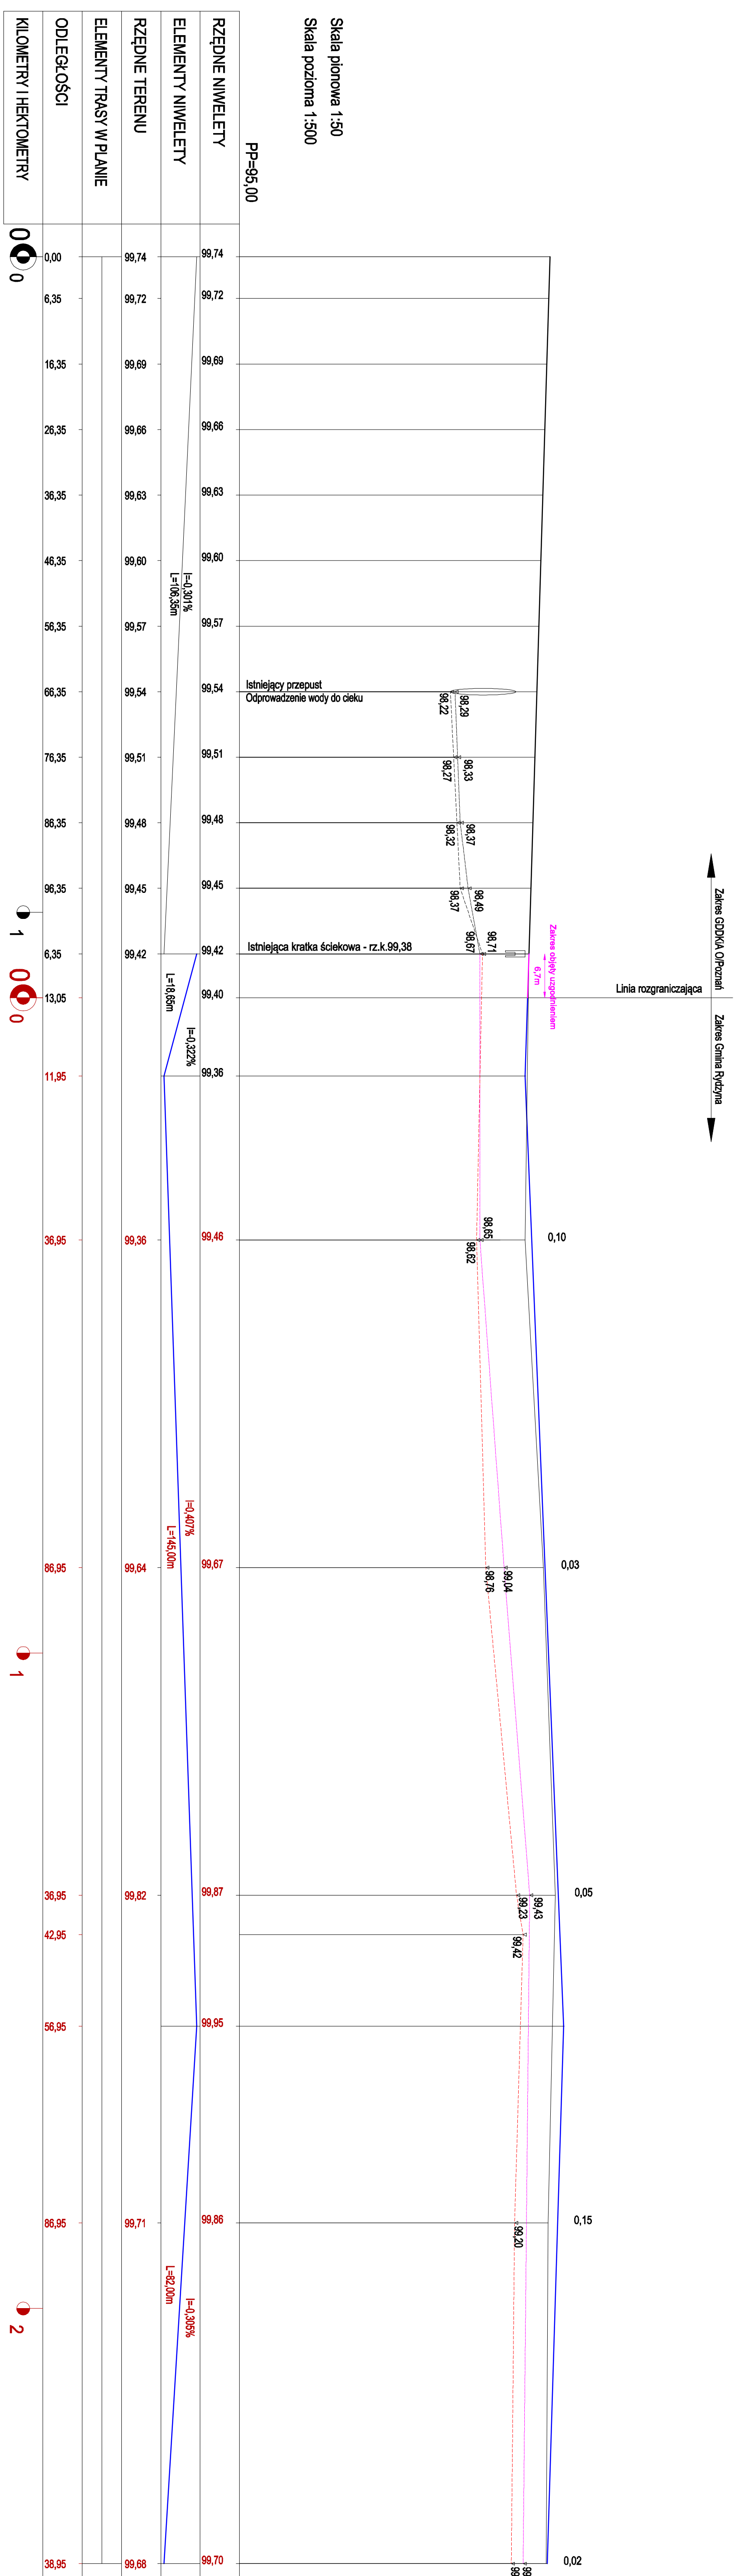 Skala pionowa 1:50
Skala pozioma 1:500
Zakres GDDKiA O/Poznań
Zakres Gmina Rydzyna
Linia rozgraniczająca
Zakres objęty uzgodnieniem
6,7m
0,10
0,03
0,05
0,15
0,02
98,29
98,33
98,37
98,49
98,71
98,65
99,04
99,43
98,22
98,27
98,32
98,37
98,67
98,62
98,76
99,23
99,42
99,20
Istniejący przepust
Odprowadzenie wody do cieku
Istniejąca kratka ściekowa - rz.k.99,38
PP=95,00
RZĘDNE NIWELETY
99,74 99,72 99,69 99,66 99,63 99,60 99,57 99,54 99,51 99,48 99,45 99,42 99,40 99,36 99,46 99,67 99,87 99,95 99,86 99,70
ELEMENTY NIWELETY
I=-0,301%
L=106,35m
I=-0,322%
L=18,65m
I=0,407%
L=145,00m
I=-0,305%
L=82,00m
RZĘDNE TERENU
99,74 99,72 99,69 99,66 99,63 99,60 99,57 99,54 99,51 99,48 99,45 99,42 99,36 99,64 99,82 99,71 99,68
ELEMENTY TRASY W PLANIE
ODLEGŁOŚCI
0,00 6,35 16,35 26,35 36,35 46,35 56,35 66,35 76,35 86,35 96,35 6,35 13,05 11,95 36,95 86,95 36,95 42,95 56,95 86,95 38,95
KILOMETRY I HEKTOMETRY
0 0 1 0 0 1 2